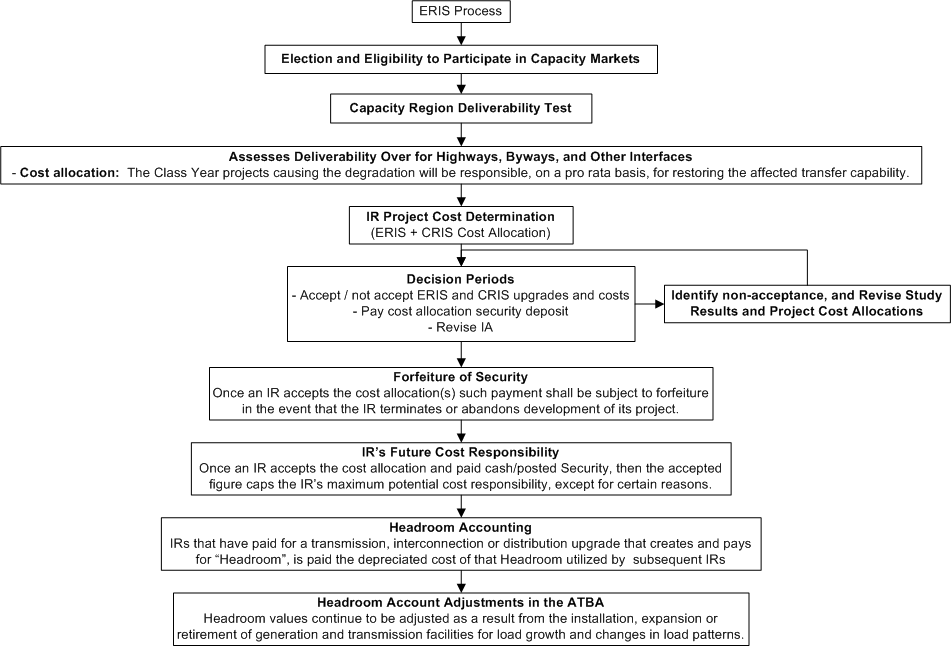 ERIS Process
Election and Eligibility to Participate in Capacity Markets
Capacity Region Deliverability Test
Assesses Deliverability Over for Highways, Byways, and Other Interfaces
- Cost allocation: The Class Year projects causing the degradation will be responsible, on a pro rata basis, for restoring the affected transfer capability.
IR Project Cost Determination
(ERIS + CRIS Cost Allocation)
Decision Periods
- Accept / not accept ERIS and CRIS upgrades and costs
- Pay cost allocation security deposit
- Revise IA
Identify non-acceptance, and Revise Study
Results and Project Cost Allocations
Forfeiture of Security
Once an IR accepts the cost allocation(s) such payment shall be subject to forfeiture
in the event that the IR terminates or abandons development of its project.
IR's Future Cost Responsibility
Once an IR accepts the cost allocation and paid cash/posted Security, then the accepted
figure caps the IR's maximum potential cost responsibility, except for certain reasons.
Headroom Accounting
IRs that have paid for a transmission, interconnection or distribution upgrade that creates and pays
for “Headroom”, is paid the depreciated cost of that Headroom utilized by subsequent IRs
Headroom Account Adjustments in the ATBA
Headroom values continue to be adjusted as a result from the installation, expansion or
retirement of generation and transmission facilities for load growth and changes in load patterns.